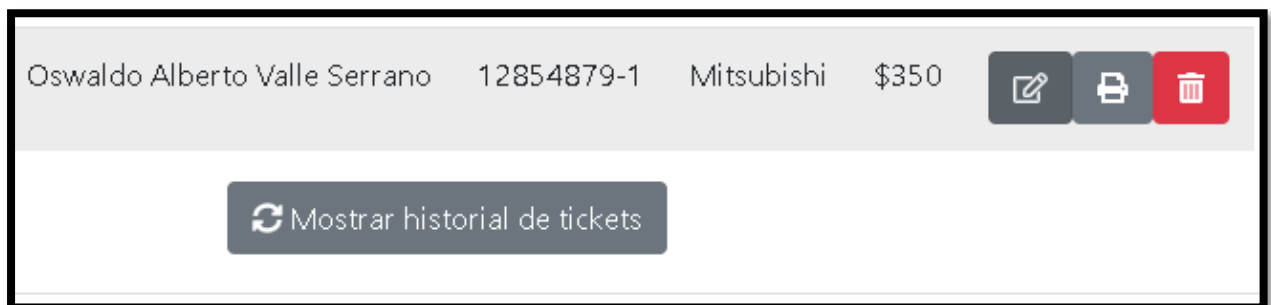 Oswaldo Alberto Valle Serrano 12854879-1 Mitsubishi $350
Mostrar historial de tickets